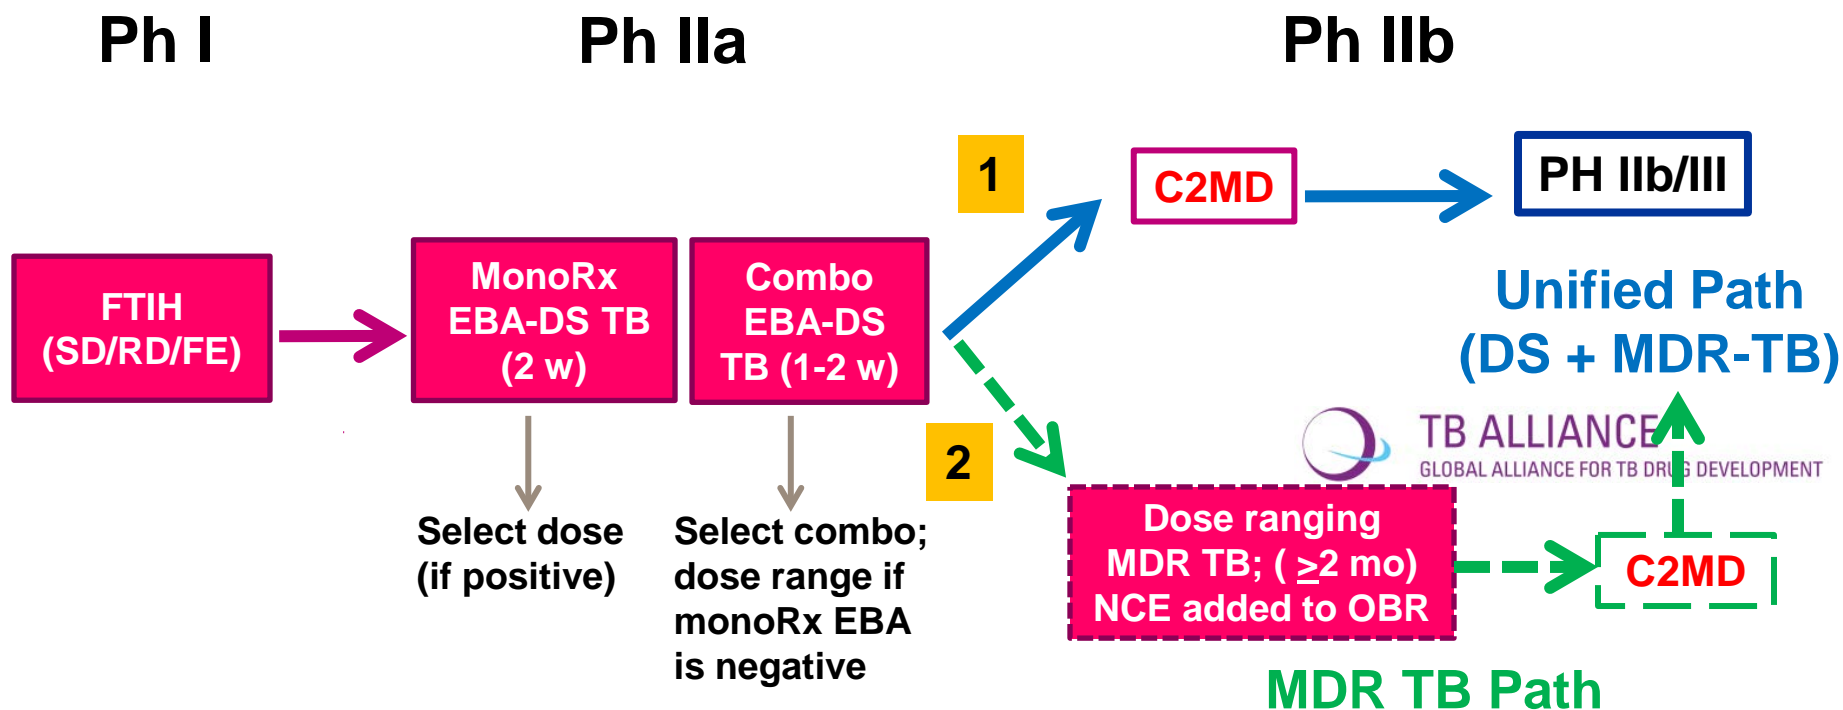 Ph I
Ph IIa
Ph IIb
FTIH
(SD/RD/FE)
MonoRx
EBA-DS TB
(2 w)
Combo
EBA-DS
TB (1-2 w)
Select dose
(if positive)
Select combo;
dose range if
monoRx EBA
is negative
1
C2MD
PH IIb/III
Unified Path
(DS + MDR-TB)
2
TB ALLIANCE
GLOBAL ALLIANCE FOR TB DRUG DEVELOPMENT
Dose ranging
MDR TB; ( ≥2 mo)
NCE added to OBR
C2MD
MDR TB Path